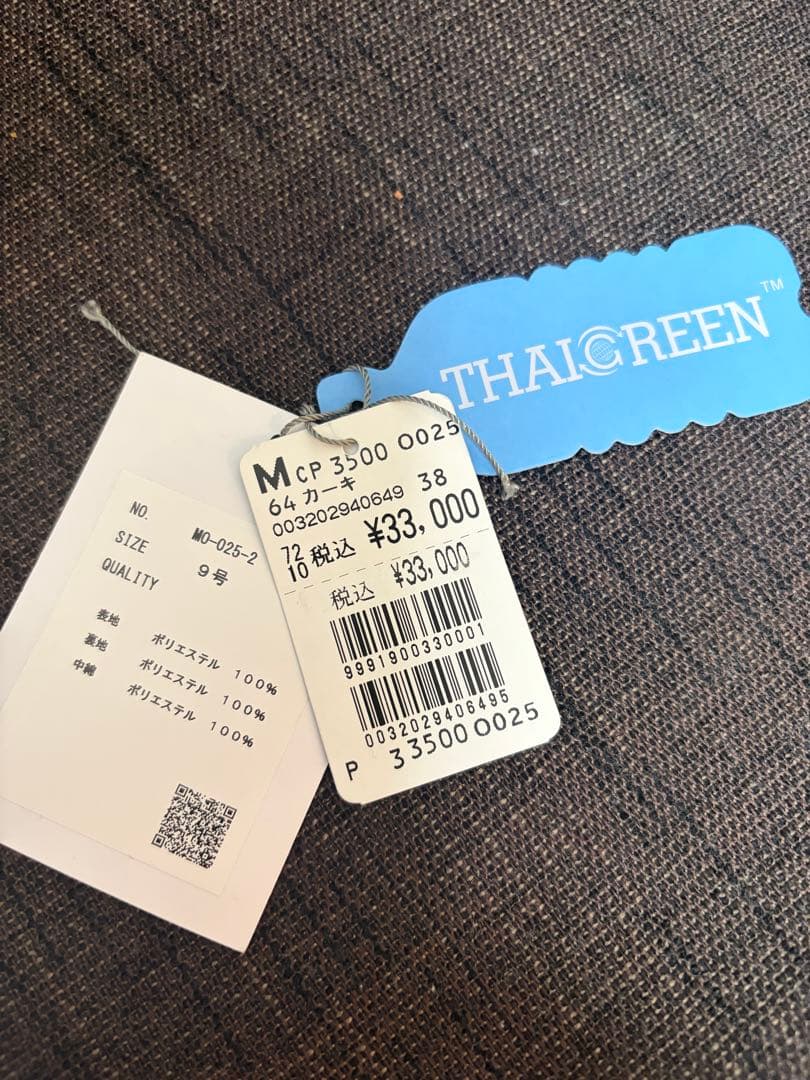 THAIGREEN™
M CP 3500 0025
64 カーキ
003202940649 38
72
10 税込 ¥33,000
税込 ¥33,000
9991900330001
0032029406495
P 33500 0025
NO. MO-025-2
SIZE 9号
QUALITY
表地 ポリエステル 100%
裏地 ポリエステル 100%
中綿 ポリエステル 100%